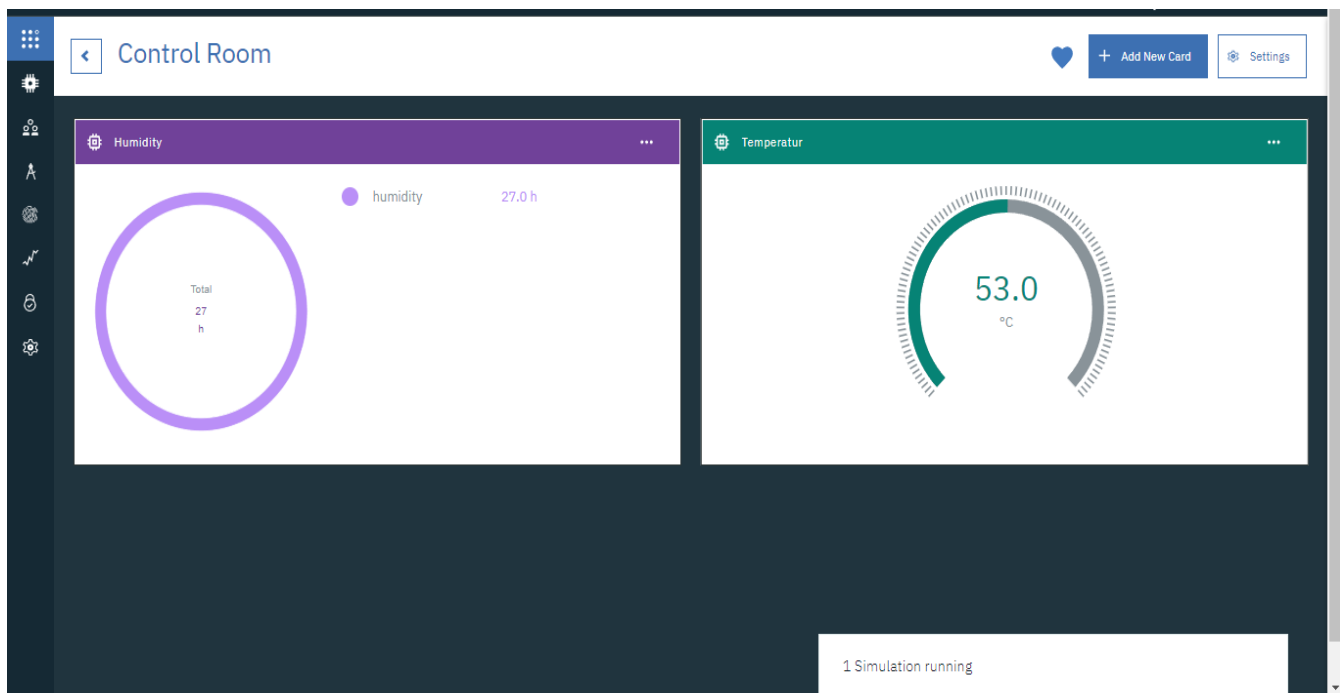 Control Room
+ Add New Card
Settings
Humidity
...
Temperatur
...
humidity 27.0 h
Total
27
h
53.0
°C
1 Simulation running